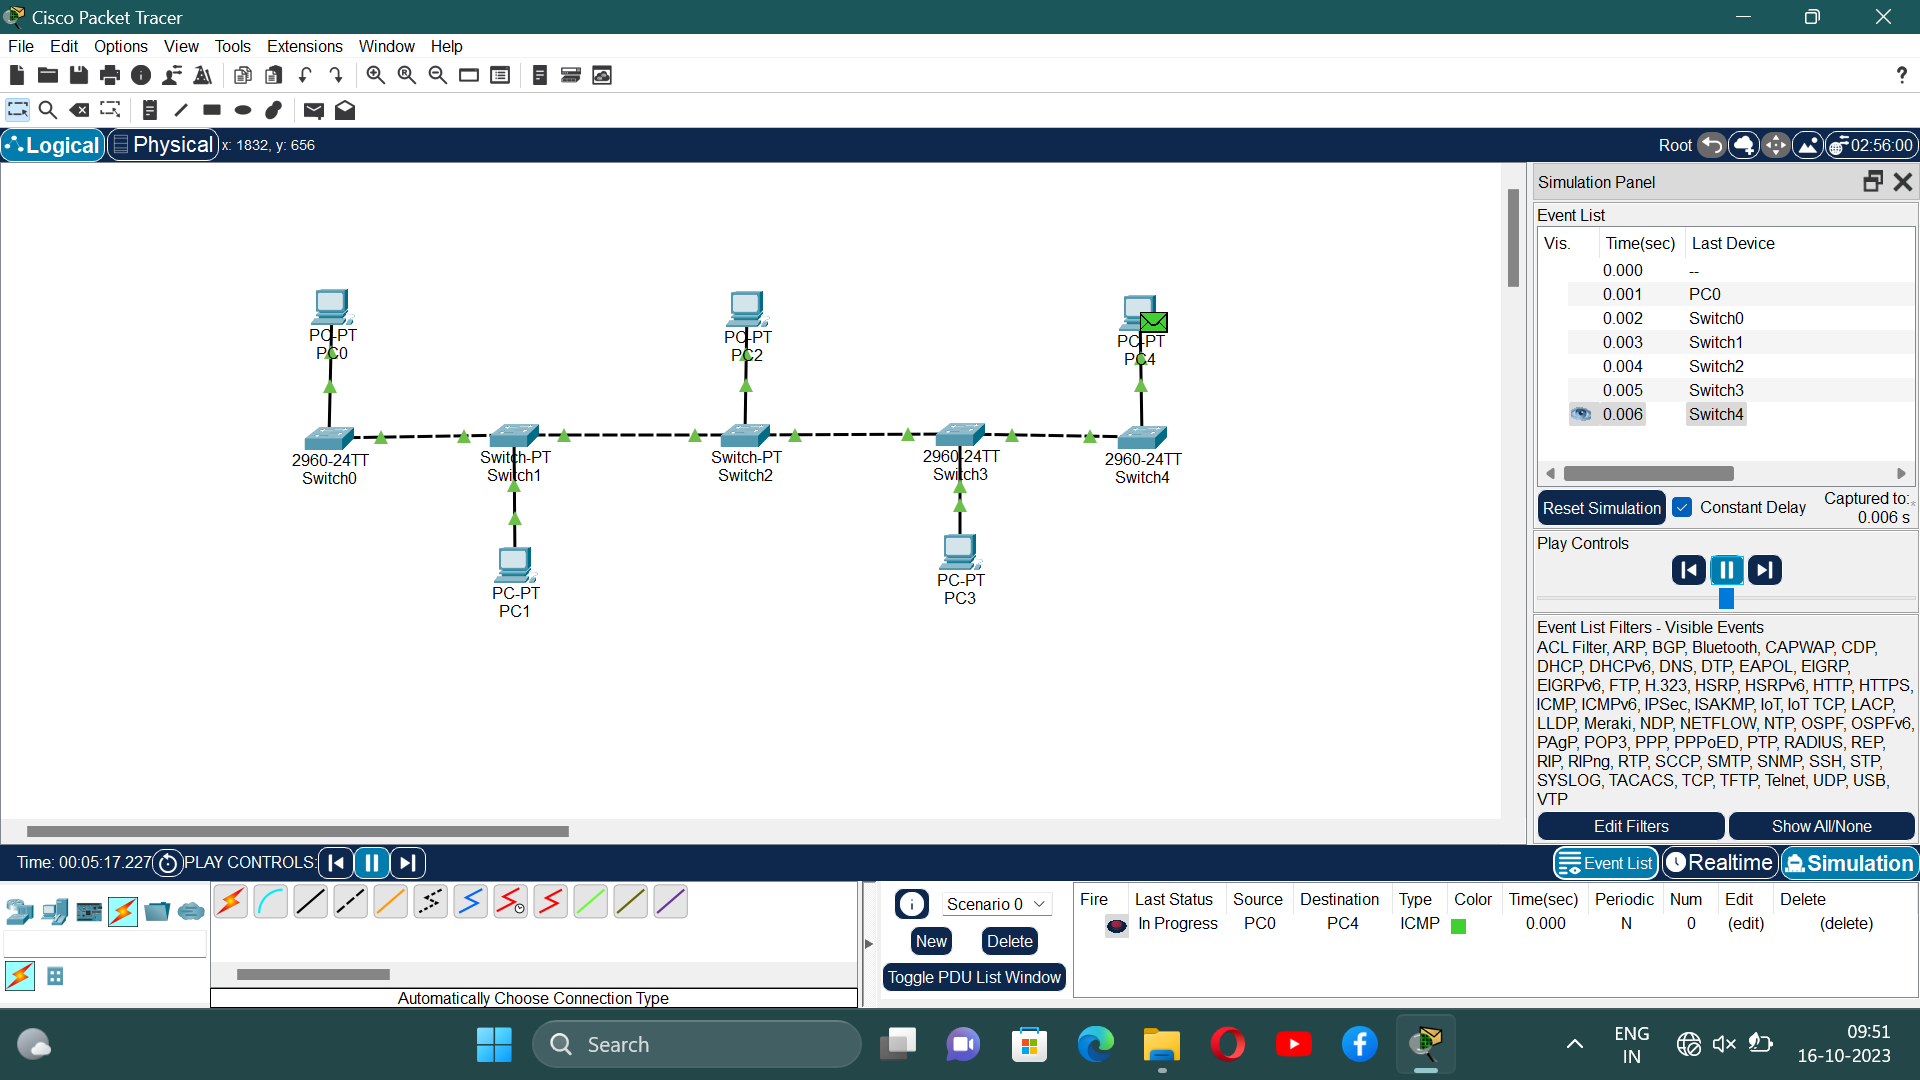 Cisco Packet Tracer
File Edit Options View Tools Extensions Window Help
?
Logical Physical x: 1832, y: 656 Root 02:56:00
Simulation Panel
Event List
Vis. Time(sec) Last Device
0.000 --
0.001 PC0
0.002 Switch0
0.003 Switch1
0.004 Switch2
0.005 Switch3
0.006 Switch4
Reset Simulation Constant Delay Captured to:
0.006 s
Play Controls
Event List Filters - Visible Events
ACL Filter, ARP, BGP, Bluetooth, CAPWAP, CDP,
DHCP, DHCPv6, DNS, DTP, EAPOL, EIGRP,
EIGRPv6, FTP, H.323, HSRP, HSRPv6, HTTP, HTTPS,
ICMP, ICMPv6, IPSec, ISAKMP, IoT, IoT TCP, LACP,
LLDP, Meraki, NDP, NETFLOW, NTP, OSPF, OSPFv6,
PAgP, POP3, PPP, PPPoED, PTP, RADIUS, REP,
RIP, RIPng, RTP, SCCP, SMTP, SNMP, SSH, STP,
SYSLOG, TACACS, TCP, TFTP, Telnet, UDP, USB,
VTP
Edit Filters Show All/None
PC-PT
PC0
PC-PT
PC2
PC-PT
PC4
2960-24TT
Switch0
Switch-PT
Switch1
Switch-PT
Switch2
2960-24TT
Switch3
2960-24TT
Switch4
PC-PT
PC1
PC-PT
PC3
Time: 00:05:17.227 PLAY CONTROLS: Event List Realtime Simulation
Automatically Choose Connection Type
Scenario 0
New Delete
Toggle PDU List Window
Fire Last Status Source Destination Type Color Time(sec) Periodic Num Edit Delete
In Progress PC0 PC4 ICMP 0.000 N 0 (edit) (delete)
Search
ENG
IN
09:51
16-10-2023